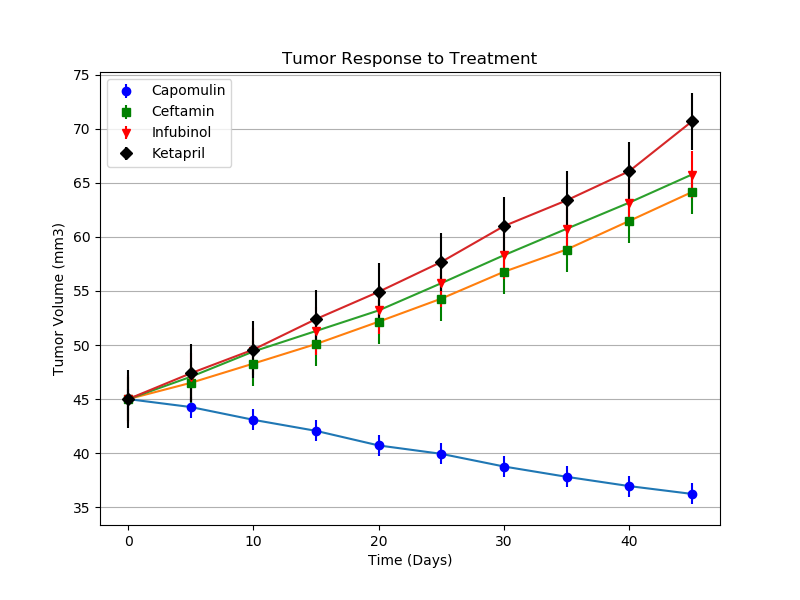 Tumor Response to Treatment
75
70
65
60
55
50
45
40
35
Tumor Volume (mm3)
Capomulin
Ceftamin
Infubinol
Ketapril
0 10 20 30 40
Time (Days)